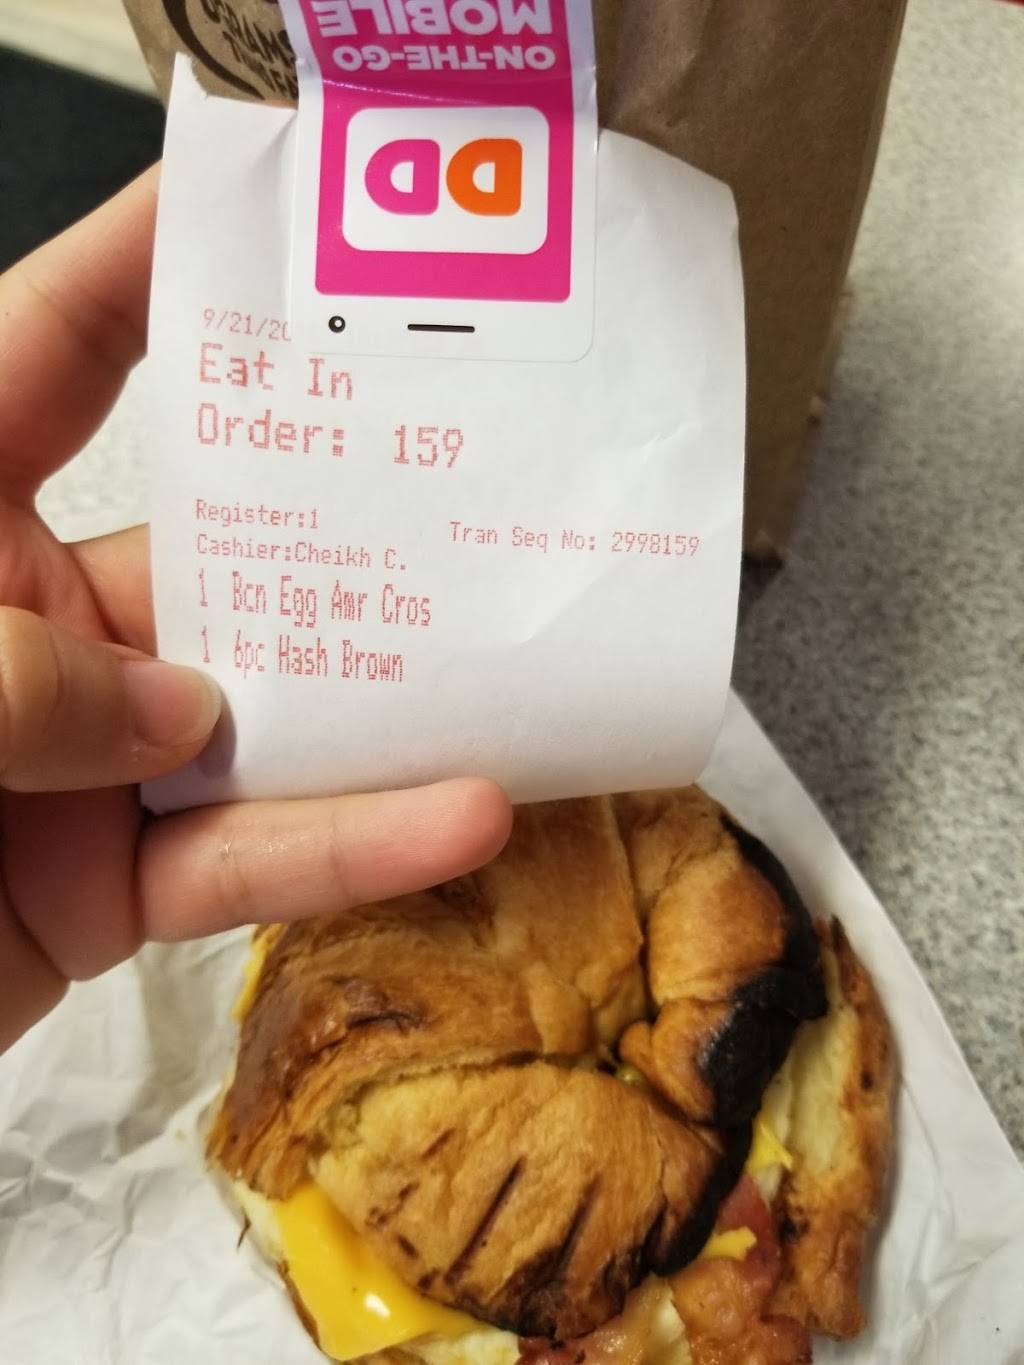 MOBILE
ON-THE-GO
DD
9/21/20
Eat In
Order: 159
Register:1
Tran Seq No: 2998159
Cashier:Cheikh C.
1 Bcn Egg Amr Cros
1 6pc Hash Brown